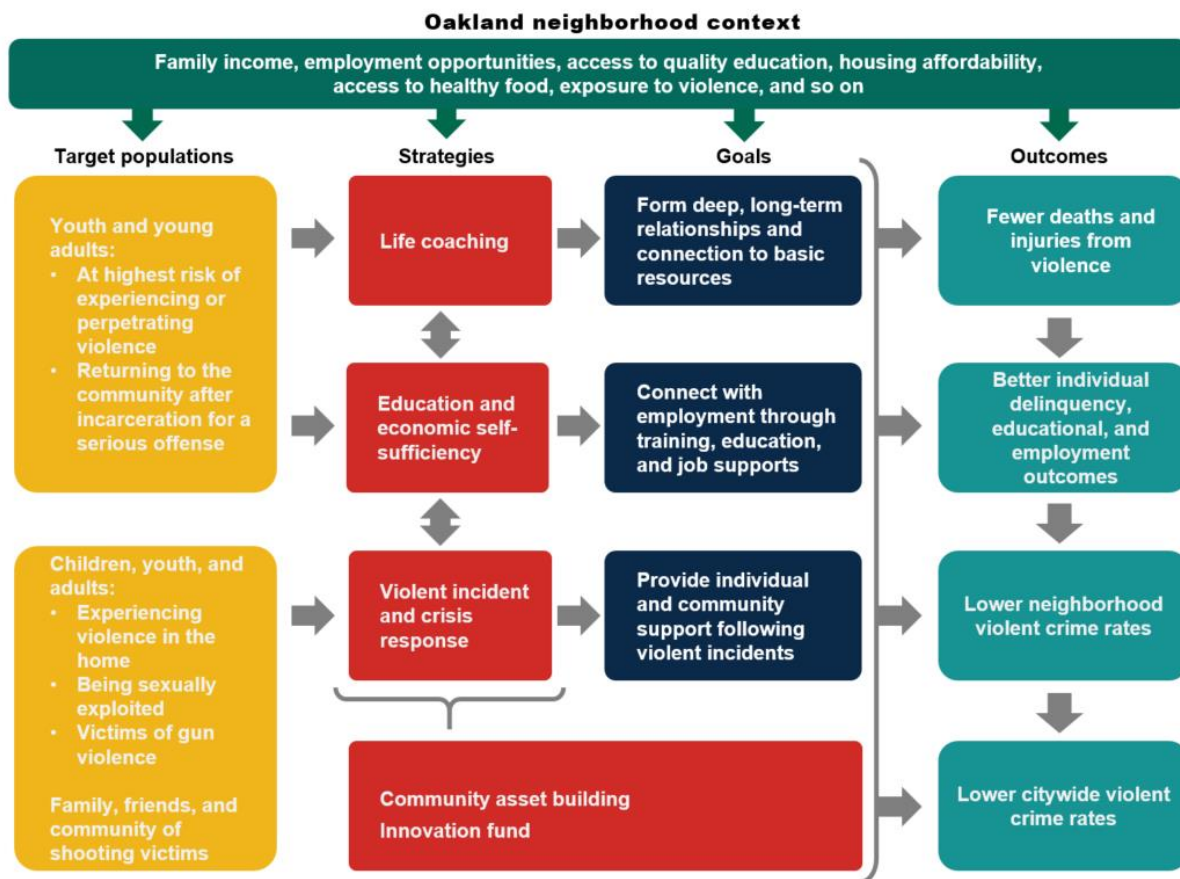 Oakland neighborhood context
Family income, employment opportunities, access to quality education, housing affordability,
access to healthy food, exposure to violence, and so on
Target populations
Strategies
Goals
Outcomes
Youth and young
adults:
• At highest risk of
experiencing or
perpetrating
violence
• Returning to the
community after
incarceration for a
serious offense
Life coaching
Form deep, long-term
relationships and
connection to basic
resources
Fewer deaths and
injuries from
violence
Education and
economic self-
sufficiency
Connect with
employment through
training, education,
and job supports
Better individual
delinquency,
educational, and
employment
outcomes
Children, youth, and
adults:
• Experiencing
violence in the
home
• Being sexually
exploited
• Victims of gun
violence
Family, friends, and
community of
shooting victims
Violent incident
and crisis
response
Provide individual
and community
support following
violent incidents
Lower neighborhood
violent crime rates
Community asset building
Innovation fund
Lower citywide violent
crime rates